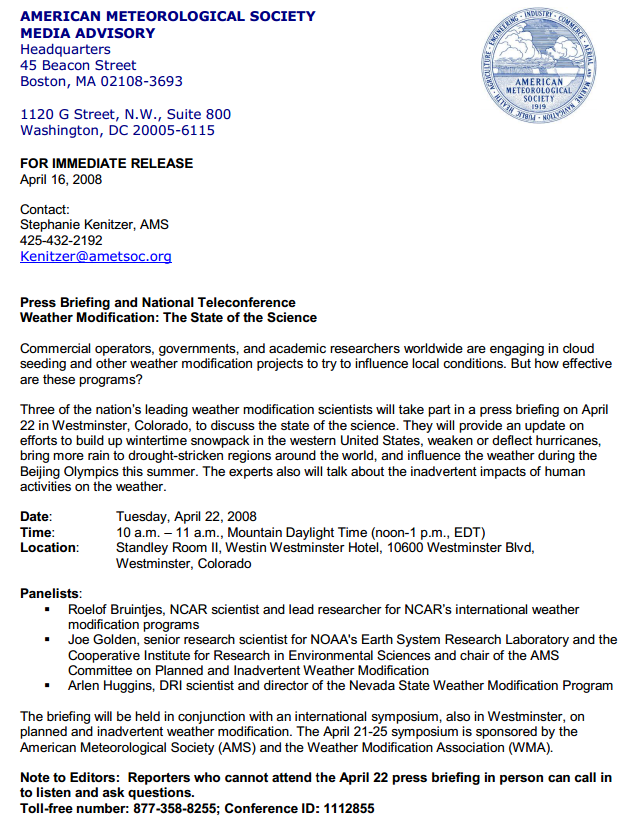 AMERICAN METEOROLOGICAL SOCIETY
MEDIA ADVISORY
Headquarters
45 Beacon Street
Boston, MA 02108-3693
1120 G Street, N.W., Suite 800
Washington, DC 20005-6115
AGRICULTURE · ENGINEERING · INDUSTRY · COMMERCE · AERIAL AND MARINE NAVIGATION · PUBLIC HEALTH
AMERICAN
METEOROLOGICAL
SOCIETY
1919
FOR IMMEDIATE RELEASE
April 16, 2008
Contact:
Stephanie Kenitzer, AMS
425-432-2192
Kenitzer@ametsoc.org
Press Briefing and National Teleconference
Weather Modification: The State of the Science
Commercial operators, governments, and academic researchers worldwide are engaging in cloud
seeding and other weather modification projects to try to influence local conditions. But how effective
are these programs?
Three of the nation's leading weather modification scientists will take part in a press briefing on April
22 in Westminster, Colorado, to discuss the state of the science. They will provide an update on
efforts to build up wintertime snowpack in the western United States, weaken or deflect hurricanes,
bring more rain to drought-stricken regions around the world, and influence the weather during the
Beijing Olympics this summer. The experts also will talk about the inadvertent impacts of human
activities on the weather.
Date: Tuesday, April 22, 2008
Time: 10 a.m. – 11 a.m., Mountain Daylight Time (noon-1 p.m., EDT)
Location: Standley Room II, Westin Westminster Hotel, 10600 Westminster Blvd,
Westminster, Colorado
Panelists:
▪ Roelof Bruintjes, NCAR scientist and lead researcher for NCAR's international weather
modification programs
▪ Joe Golden, senior research scientist for NOAA's Earth System Research Laboratory and the
Cooperative Institute for Research in Environmental Sciences and chair of the AMS
Committee on Planned and Inadvertent Weather Modification
▪ Arlen Huggins, DRI scientist and director of the Nevada State Weather Modification Program
The briefing will be held in conjunction with an international symposium, also in Westminster, on
planned and inadvertent weather modification. The April 21-25 symposium is sponsored by the
American Meteorological Society (AMS) and the Weather Modification Association (WMA).
Note to Editors: Reporters who cannot attend the April 22 press briefing in person can call in
to listen and ask questions.
Toll-free number: 877-358-8255; Conference ID: 1112855